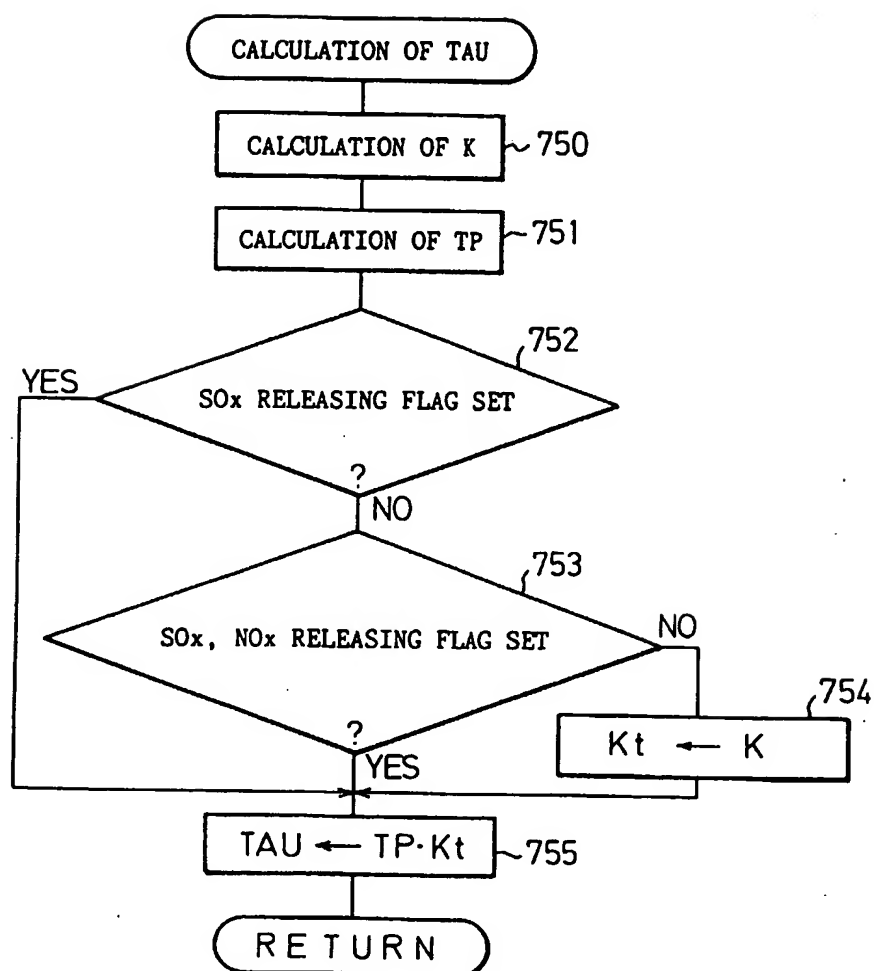 CALCULATION OF TAU
CALCULATION OF K
750
CALCULATION OF TP
751
752
YES
SOx RELEASING FLAG SET
?
NO
753
SOx, NOx RELEASING FLAG SET
NO
?
YES
754
Kt ← K
TAU ← TP·Kt
755
RETURN